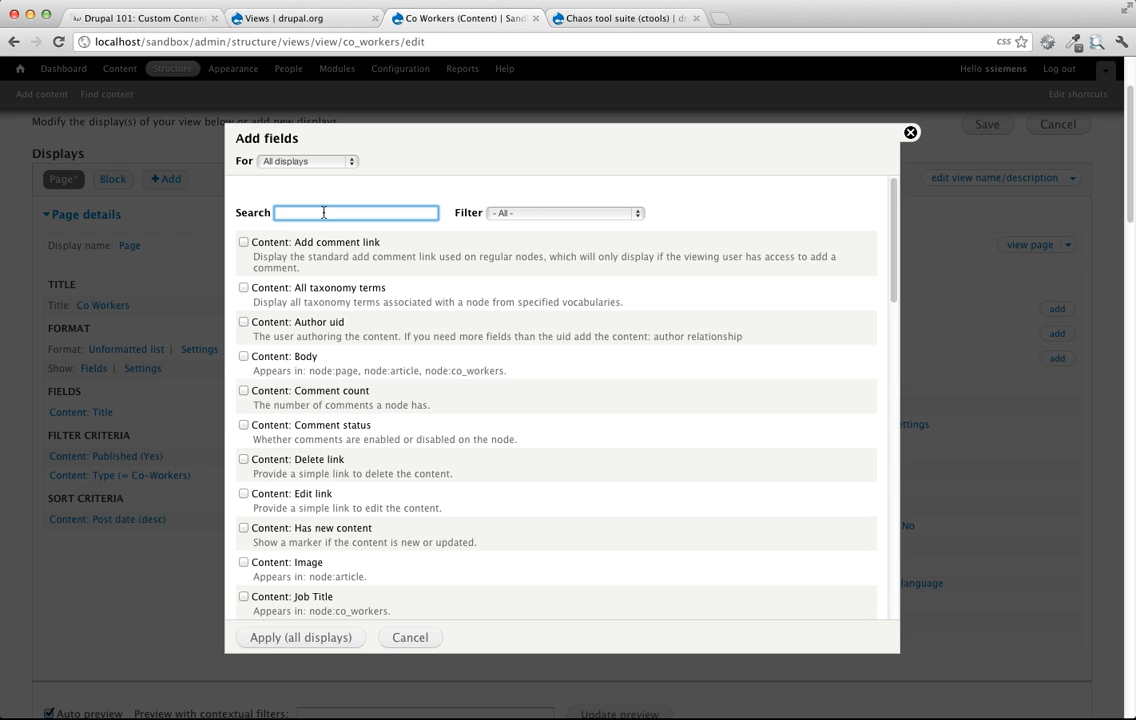 Drupal 101: Custom Conten
Views | drupal.org
Co Workers (Content) | Sand
Chaos tool suite (ctools) | d
localhost/sandbox/admin/structure/views/view/co_workers/edit
CSS
Dashboard Content Structure Appearance People Modules Configuration Reports Help Hello ssiemens Log out
Add content Find content Edit shortcuts
Modify the display(s) of your view below or add new displays.
Save Cancel
Displays
Page* Block +Add edit view name/description
Page details
Display name: Page view page
TITLE
Title: Co Workers add
FORMAT
Format: Unformatted list | Settings add
Show: Fields | Settings add
FIELDS
Content: Title
ettings
FILTER CRITERIA
Content: Published (Yes)
Content: Type (= Co-Workers)
SORT CRITERIA
Content: Post date (desc)
No
language
Add fields
For All displays
Search Filter - All -
Content: Add comment link
Display the standard add comment link used on regular nodes, which will only display if the viewing user has access to add a
comment.
Content: All taxonomy terms
Display all taxonomy terms associated with a node from specified vocabularies.
Content: Author uid
The user authoring the content. If you need more fields than the uid add the content: author relationship
Content: Body
Appears in: node:page, node:article, node:co_workers.
Content: Comment count
The number of comments a node has.
Content: Comment status
Whether comments are enabled or disabled on the node.
Content: Delete link
Provide a simple link to delete the content.
Content: Edit link
Provide a simple link to edit the content.
Content: Has new content
Show a marker if the content is new or updated.
Content: Image
Appears in: node:article.
Content: Job Title
Appears in: node:co_workers.
Apply (all displays) Cancel
Auto preview Preview with contextual filters: Update preview